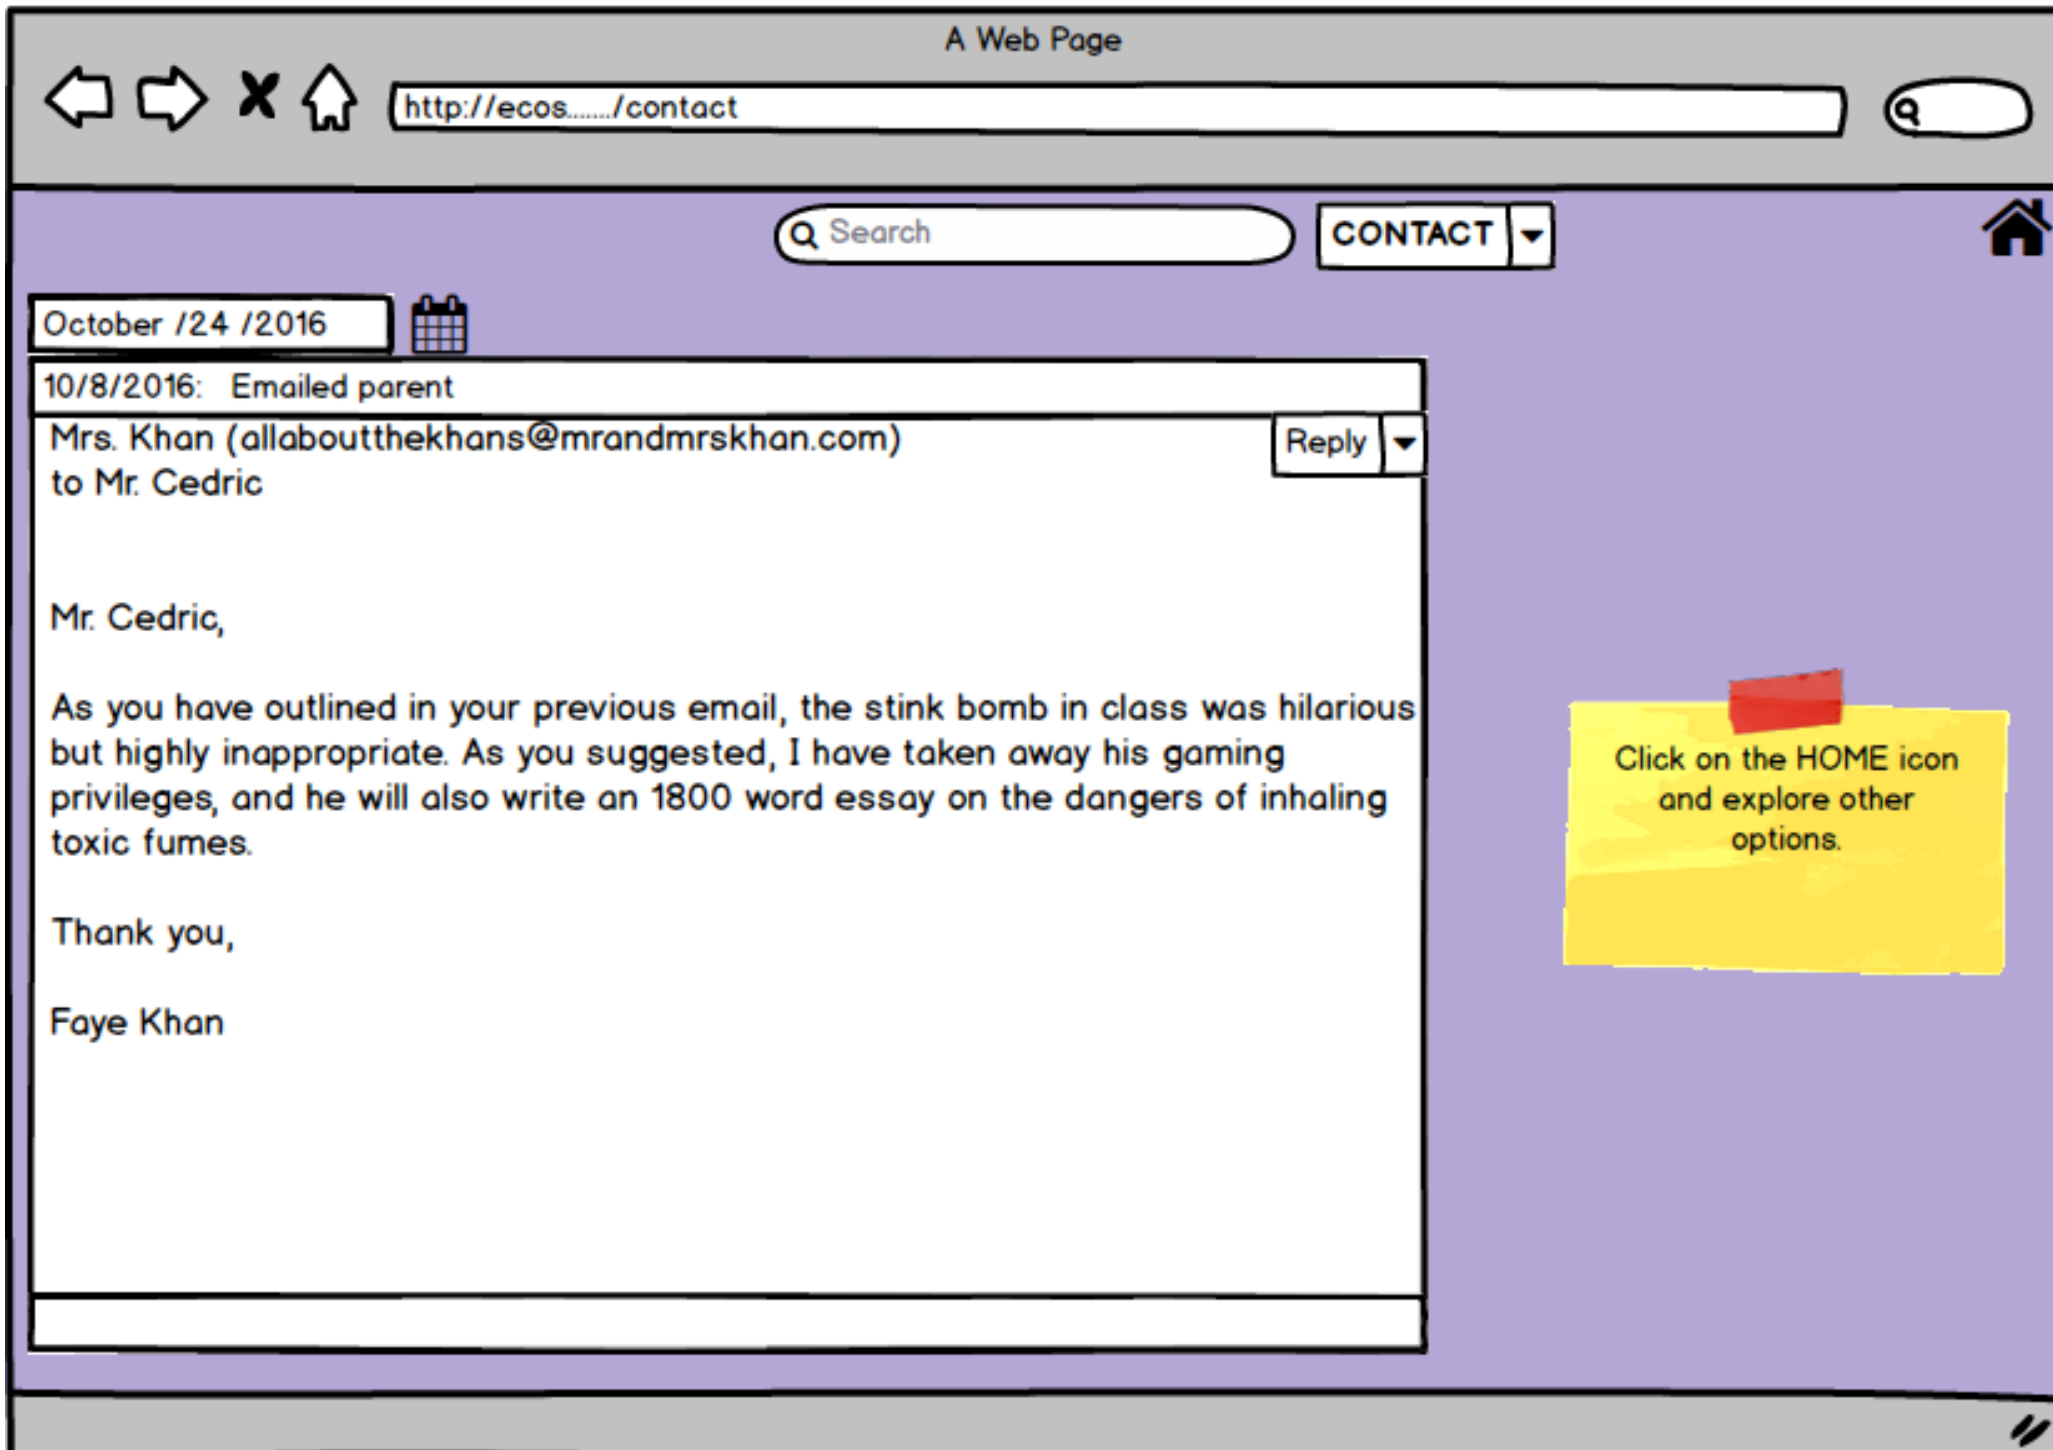 A Web Page
http://ecos......./contact
Search
CONTACT
October /24 /2016
10/8/2016: Emailed parent
Mrs. Khan (allaboutthekhans@mrandmrskhan.com)
Reply
to Mr. Cedric
Mr. Cedric,
As you have outlined in your previous email, the stink bomb in class was hilarious
but highly inappropriate. As you suggested, I have taken away his gaming
privileges, and he will also write an 1800 word essay on the dangers of inhaling
toxic fumes.
Thank you,
Faye Khan
Click on the HOME icon
and explore other
options.